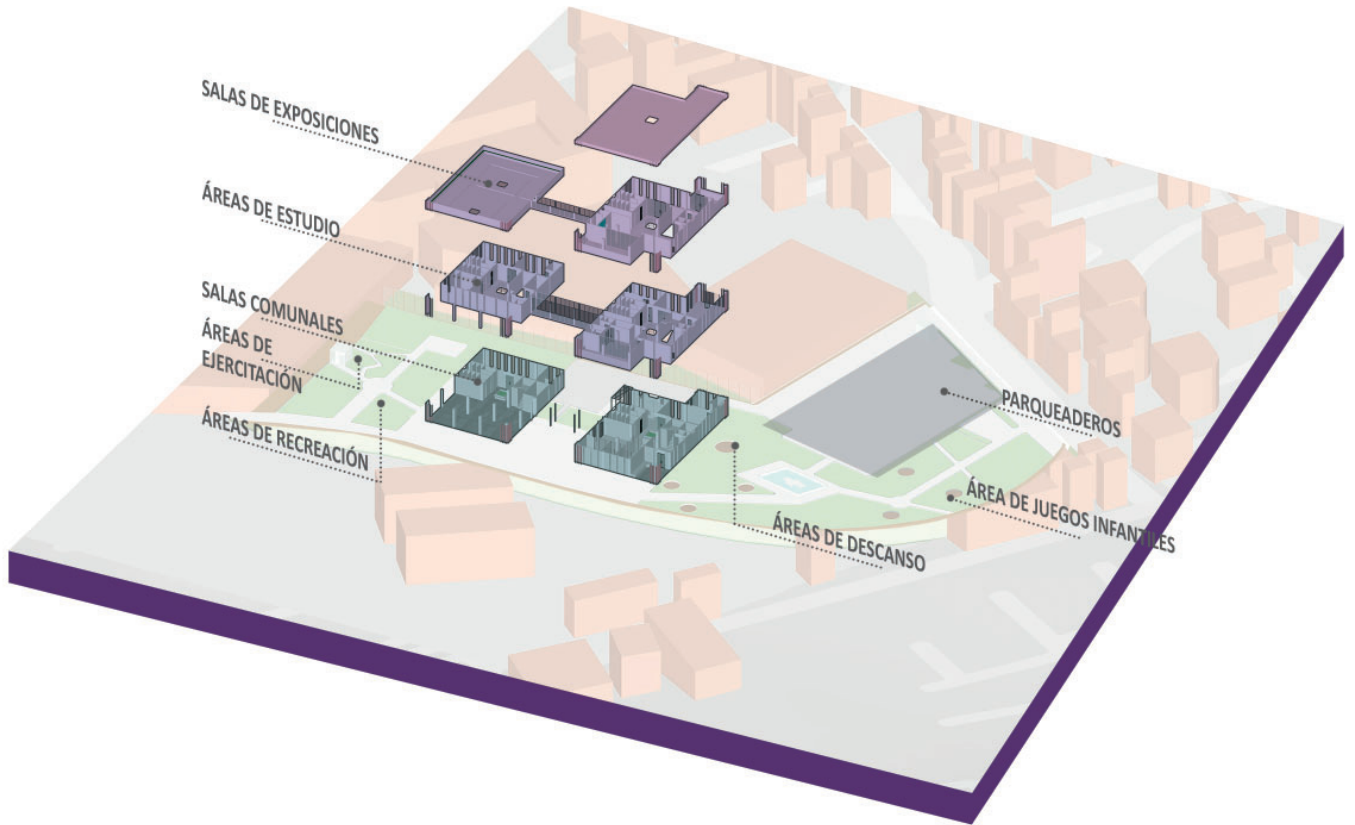 SALAS DE EXPOSICIONES
ÁREAS DE ESTUDIO
SALAS COMUNALES
ÁREAS DE
EJERCITACIÓN
ÁREAS DE RECREACIÓN
PARQUEADEROS
ÁREA DE JUEGOS INFANTILES
ÁREAS DE DESCANSO